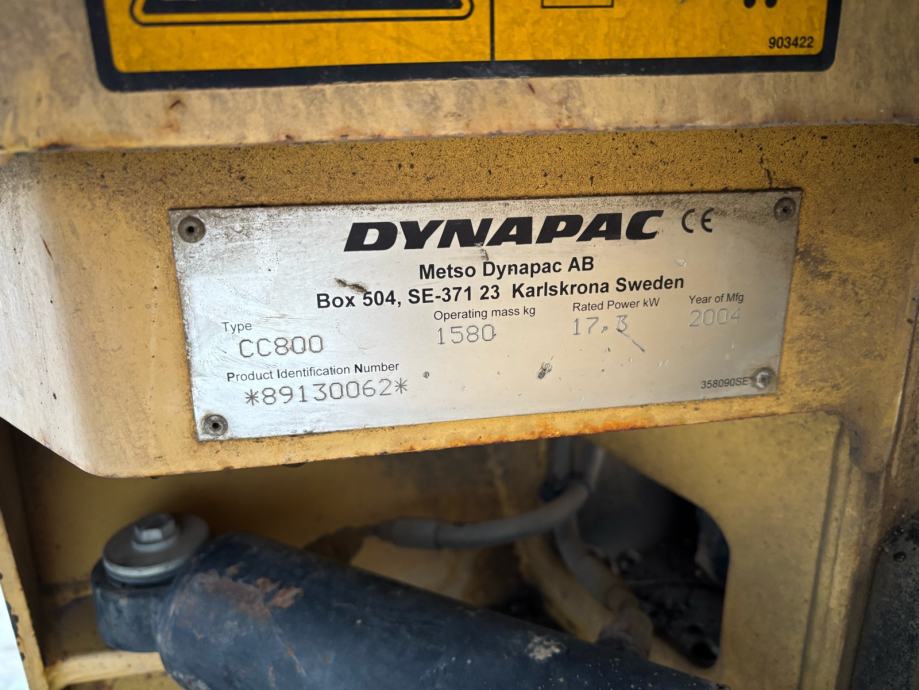 903422
DYNAPAC CE
Metso Dynapac AB
Box 504, SE-371 23 Karlskrona Sweden
Type Operating mass kg Rated Power kW Year of Mfg
CC800 1580 17,3 2004
Product Identification Number
*89130062*
358090SE